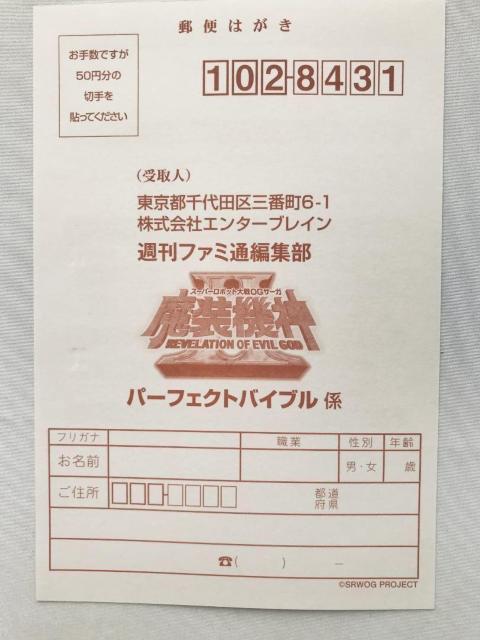 郵便はがき
お手数ですが
50円分の
切手を
貼ってください
102-8431
(受取人)
東京都千代田区三番町6-1
株式会社エンターブレイン
週刊ファミ通編集部
スーパーロボット大戦OGサーガ
魔装機神
II
REVELATION OF EVIL GOD
パーフェクトバイブル 係
フリガナ 職業 性別 年齢
お名前 男・女 歳
ご住所 都道
府県
☎( ) −
©SRWOG PROJECT